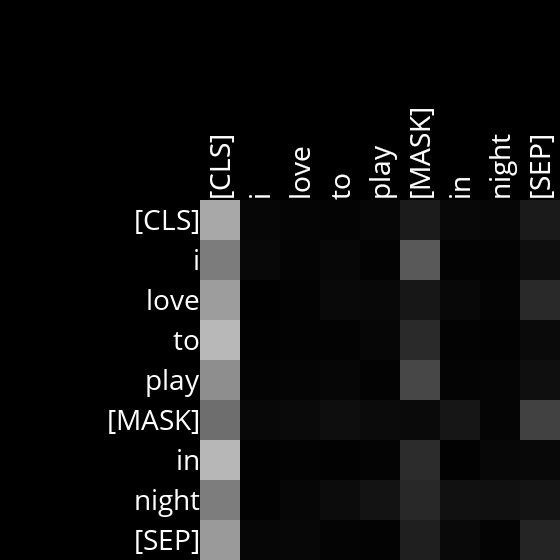 [CLS] i love to play [MASK] in night [SEP]
[CLS]
i
love
to
play
[MASK]
in
night
[SEP]